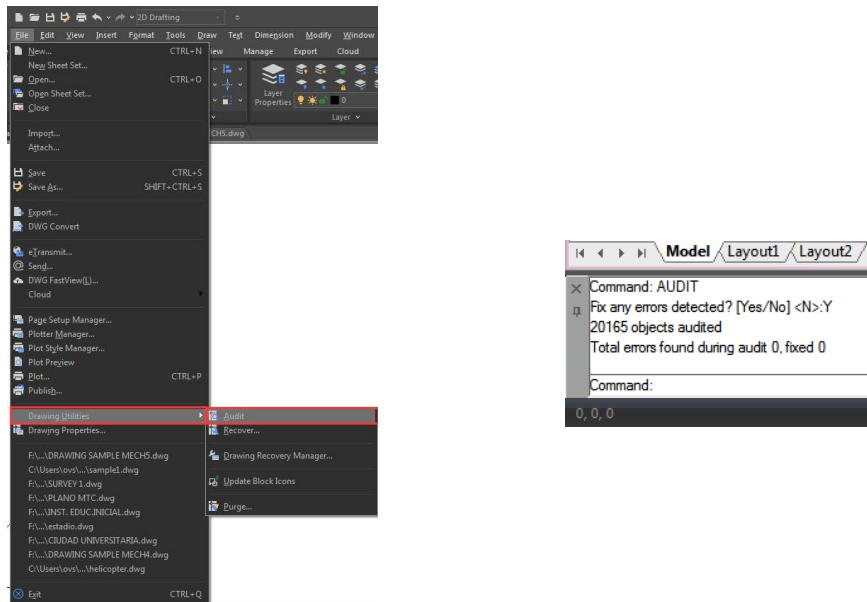 2D Drafting
File Edit View Insert Format Tools Draw Text Dimension Modify Window
New... CTRL+N
iew Manage Export Cloud
New Sheet Set...
Open... CTRL+O
Open Sheet Set...
Close
Layer
Properties
0
Layer
CH5.dwg
Import...
Attach...
Save CTRL+S
Save As... SHIFT+CTRL+S
Export...
DWG Convert
eTransmit...
Send...
DWG FastView(L)...
Cloud
Page Setup Manager...
Plotter Manager...
Plot Style Manager...
Plot Preview
Plot... CTRL+P
Publish...
Drawing Utilities
Drawing Properties...
F:\...\DRAWING SAMPLE MECH5.dwg
C:\Users\ovs\...\sample1.dwg
F:\...\SURVEY 1.dwg
F:\...\PLANO MTC.dwg
F:\...\INST. EDUC.INICIAL.dwg
F:\...\estadio.dwg
F:\...\CIUDAD UNIVERSITARIA.dwg
F:\...\DRAWING SAMPLE MECH4.dwg
C:\Users\ovs\...\helicopter.dwg
Exit CTRL+Q
Audit
Recover...
Drawing Recovery Manager...
Update Block Icons
Purge...
Model Layout1 Layout2
Command: AUDIT
Fix any errors detected? [Yes/No] <N>:Y
20165 objects audited
Total errors found during audit 0, fixed 0
Command:
0, 0, 0